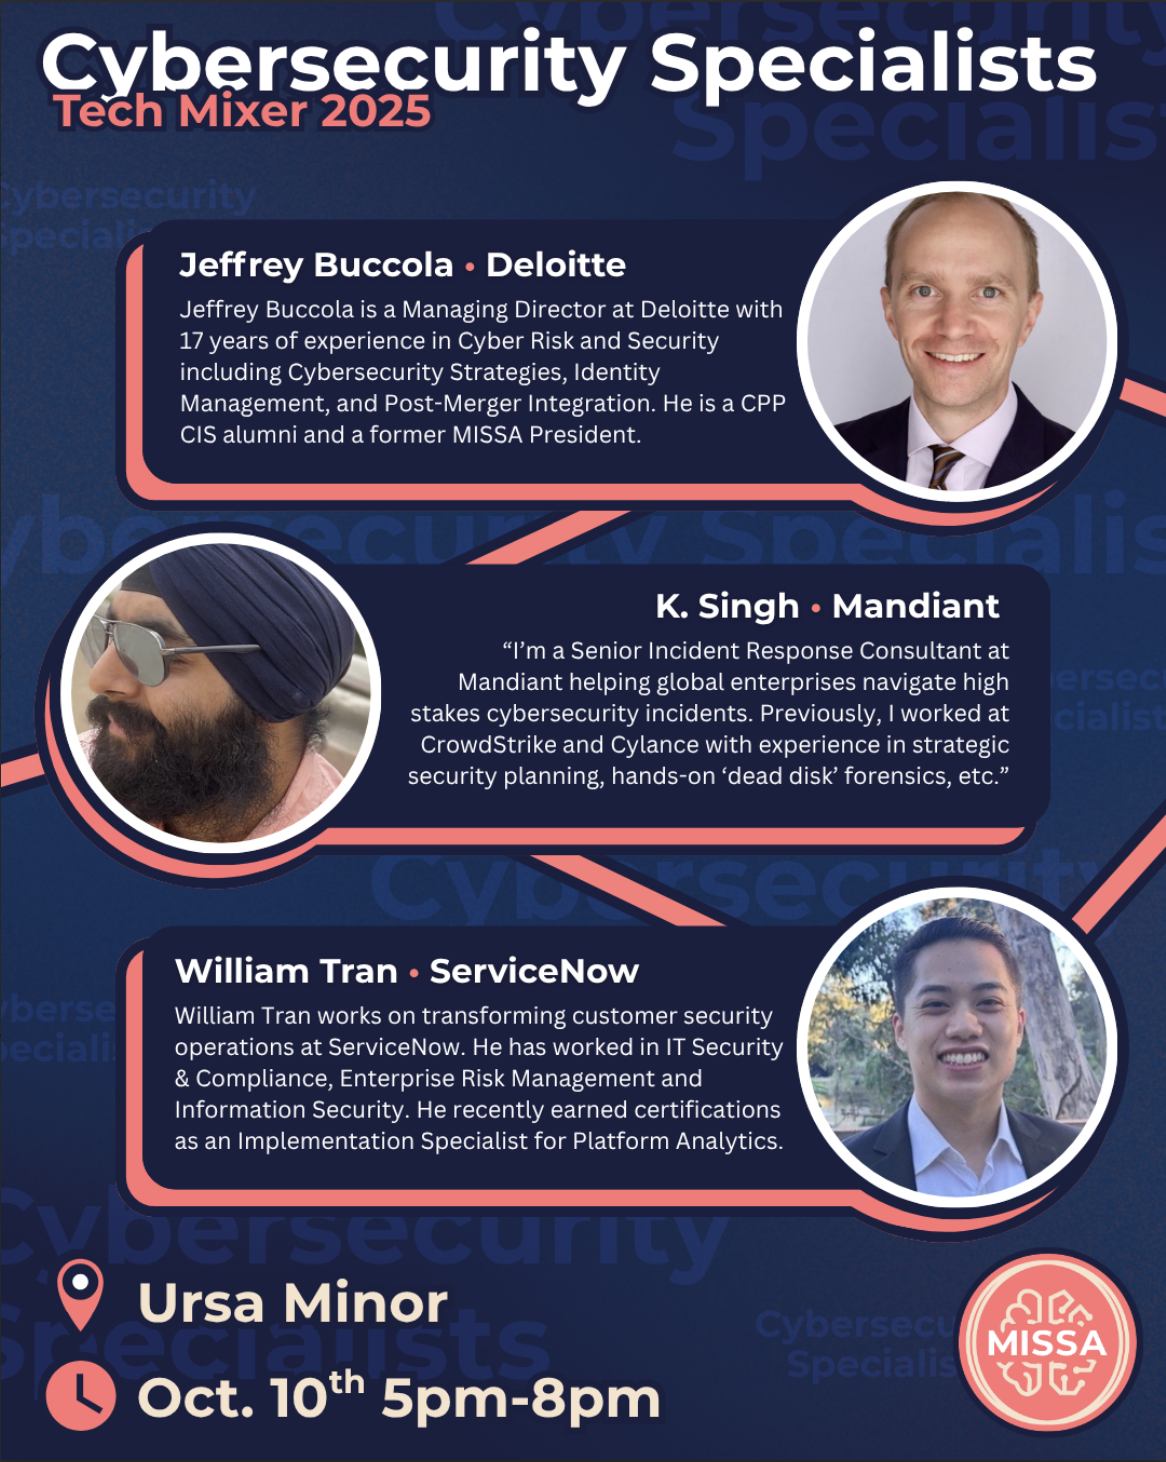 Cybersecurity Specialists
Tech Mixer 2025
Jeffrey Buccola • Deloitte
Jeffrey Buccola is a Managing Director at Deloitte with
17 years of experience in Cyber Risk and Security
including Cybersecurity Strategies, Identity
Management, and Post-Merger Integration. He is a CPP
CIS alumni and a former MISSA President.
K. Singh • Mandiant
“I’m a Senior Incident Response Consultant at
Mandiant helping global enterprises navigate high
stakes cybersecurity incidents. Previously, I worked at
CrowdStrike and Cylance with experience in strategic
security planning, hands-on ‘dead disk’ forensics, etc.”
William Tran • ServiceNow
William Tran works on transforming customer security
operations at ServiceNow. He has worked in IT Security
& Compliance, Enterprise Risk Management and
Information Security. He recently earned certifications
as an Implementation Specialist for Platform Analytics.
Ursa Minor
Oct. 10th 5pm-8pm
MISSA